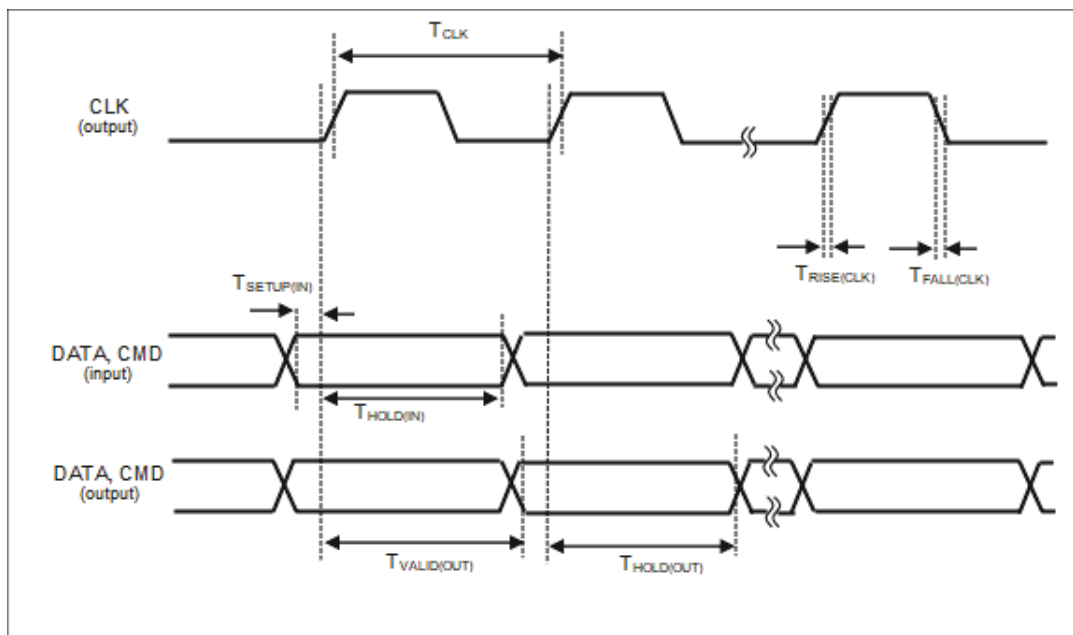 TCLK
CLK
(output)
TRISE(CLK)
TFALL(CLK)
TSETUP(IN)
DATA, CMD
(input)
THOLD(IN)
DATA, CMD
(output)
TVALID(OUT)
THOLD(OUT)